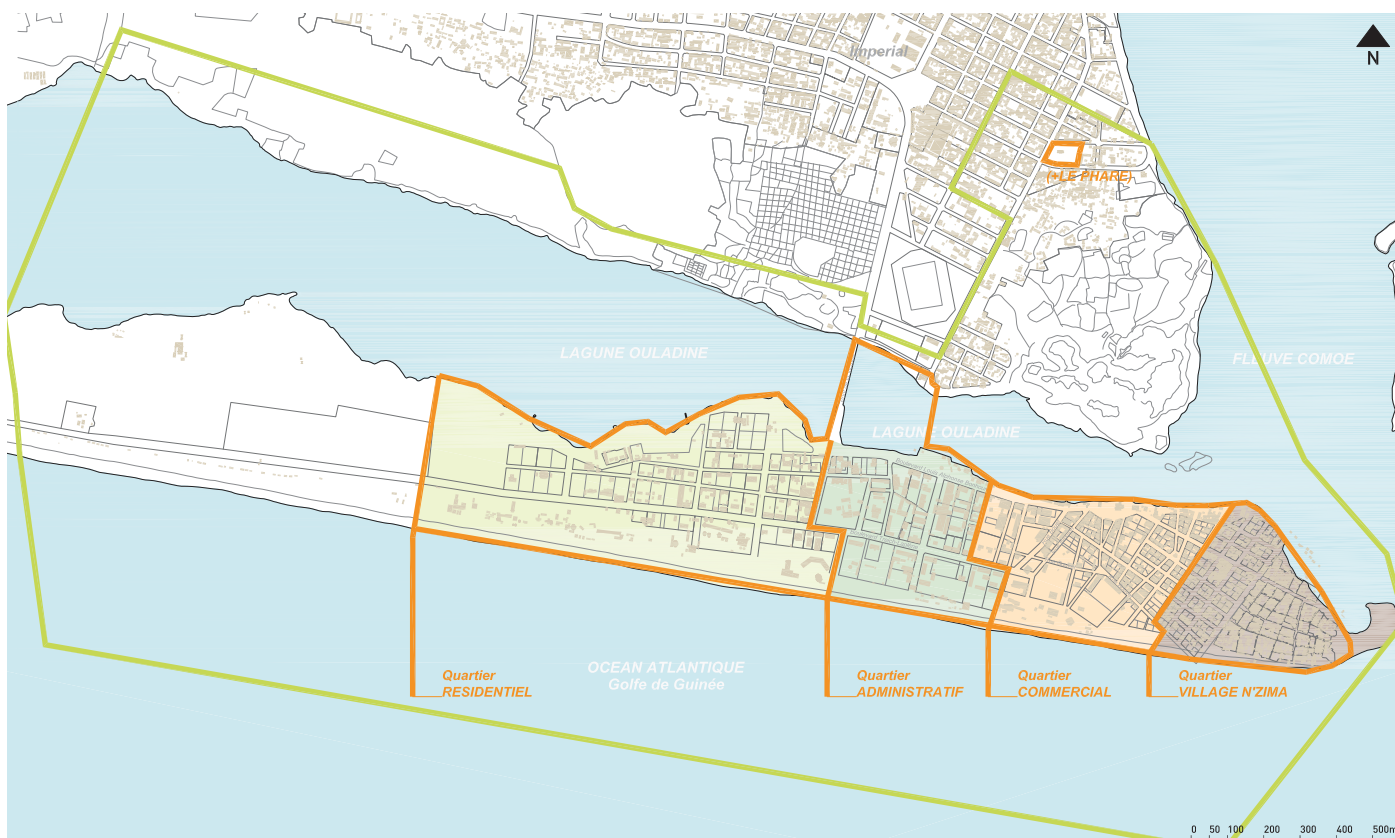 Imperial
N
(+LE PHARE)
LAGUNE OULADINE
FLEUVE COMOE
LAGUNE OULADINE
OCEAN ATLANTIQUE
Golfe de Guinée
Quartier
RESIDENTIEL
Quartier
ADMINISTRATIF
Quartier
COMMERCIAL
Quartier
VILLAGE N'ZIMA
0 50 100 200 300 400 500m